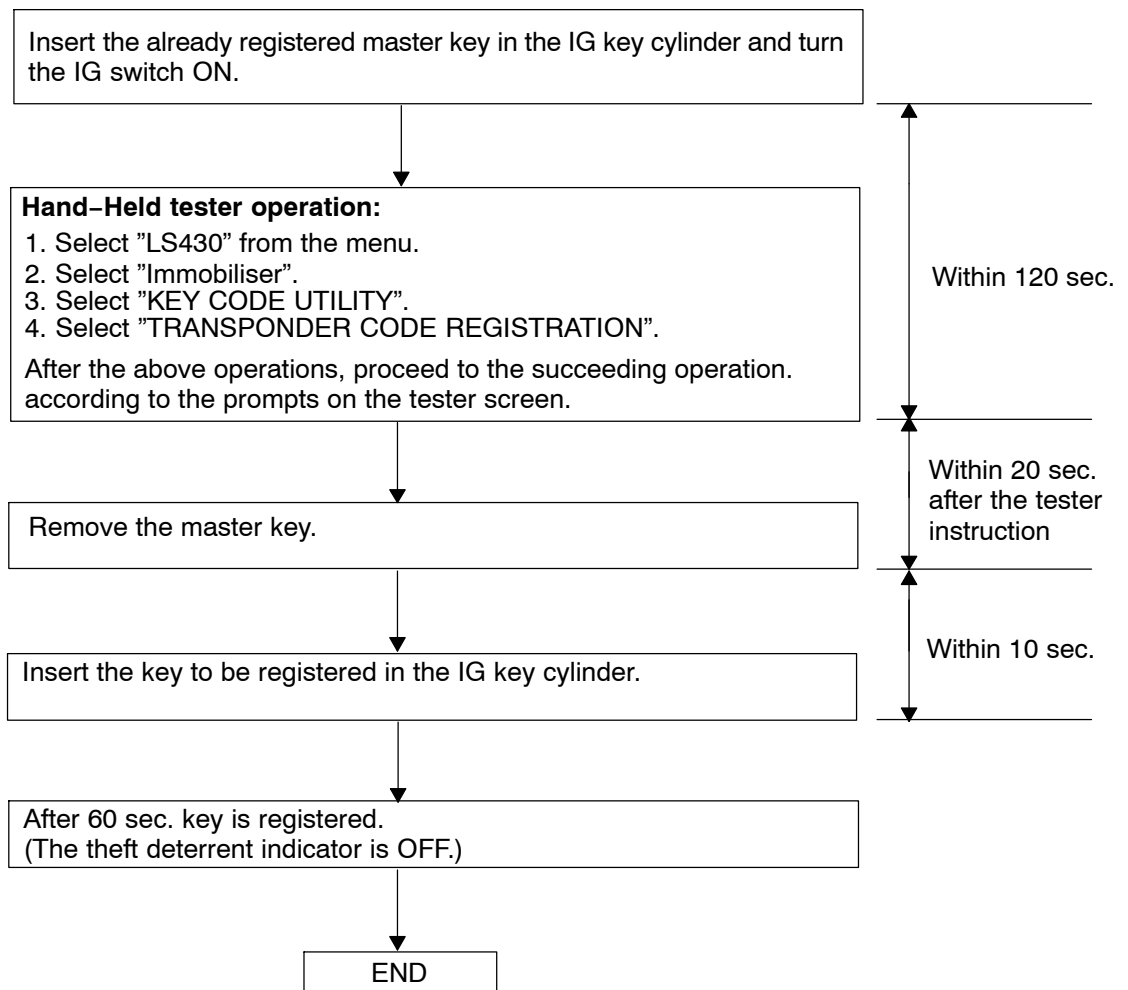 Insert the already registered master key in the IG key cylinder and turn
the IG switch ON.
Hand−Held tester operation:
1. Select ”LS430” from the menu.
2. Select ”Immobiliser”.
3. Select ”KEY CODE UTILITY”.
4. Select ”TRANSPONDER CODE REGISTRATION”.
After the above operations, proceed to the succeeding operation.
according to the prompts on the tester screen.
Within 120 sec.
Within 20 sec.
after the tester
instruction
Remove the master key.
Within 10 sec.
Insert the key to be registered in the IG key cylinder.
After 60 sec. key is registered.
(The theft deterrent indicator is OFF.)
END